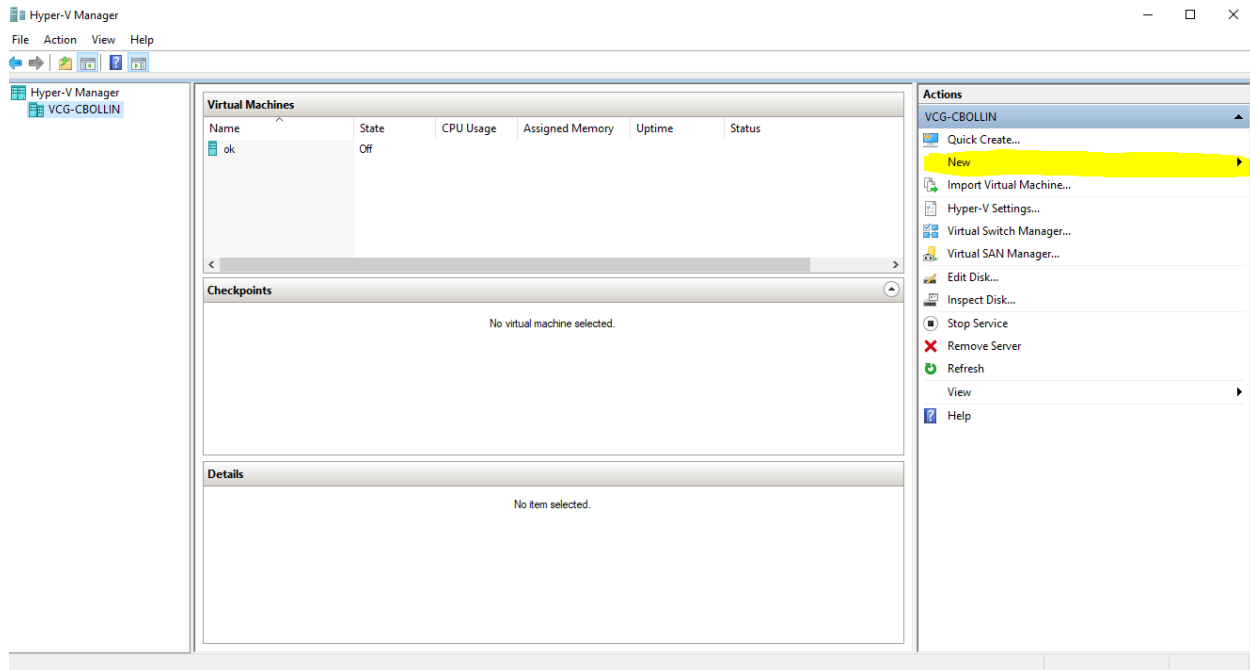 Hyper-V Manager
File Action View Help
Hyper-V Manager
VCG-CBOLLIN
Virtual Machines
Name State CPU Usage Assigned Memory Uptime Status
ok Off
Checkpoints
No virtual machine selected.
Details
No item selected.
Actions
VCG-CBOLLIN
Quick Create...
New
Import Virtual Machine...
Hyper-V Settings...
Virtual Switch Manager...
Virtual SAN Manager...
Edit Disk...
Inspect Disk...
Stop Service
Remove Server
Refresh
View
Help